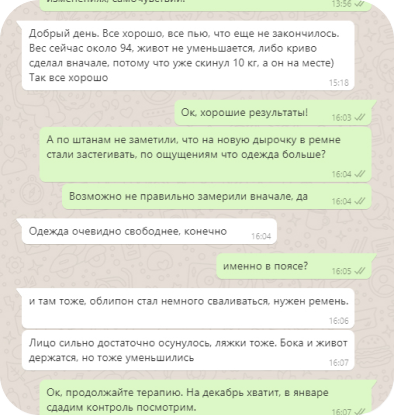 изменениях, самочувствии.
13:56
Добрый день. Все хорошо, все пью, что еще не закончилось.
Вес сейчас около 94, живот не уменьшается, либо криво
сделал вначале, потому что уже скинул 10 кг, а он на месте)
Так все хорошо
15:18
Ок, хорошие результаты!
16:03
А по штанам не заметили, что на новую дырочку в ремне
стали застегивать, по ощущениям что одежда больше?
16:04
Возможно не правильно замерили вначале, да
16:04
Одежда очевидно свободнее, конечно
16:04
именно в поясе?
16:05
и там тоже, облипон стал немного сваливаться, нужен ремень.
16:06
Лицо сильно достаточно осунулось, ляжки тоже. Бока и живот
держатся, но тоже уменьшились
16:07
Ок, продолжайте терапию. На декабрь хватит, в январе
сдадим контроль посмотрим.
16:07